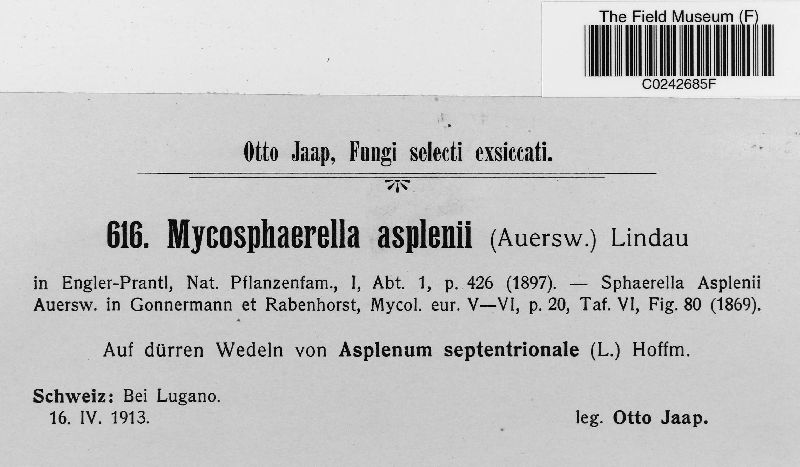 The Field Museum (F)
C0242685F
Otto Jaap, Fungi selecti exsiccati.
616. Mycosphaerella asplenii (Auersw.) Lindau
in Engler-Prantl, Nat. Pflanzenfam., I, Abt. 1, p. 426 (1897). — Sphaerella Asplenii
Auersw. in Gonnermann et Rabenhorst, Mycol. eur. V—VI, p. 20, Taf. VI, Fig. 80 (1869).
Auf dürren Wedeln von Asplenum septentrionale (L.) Hoffm.
Schweiz: Bei Lugano.
16. IV. 1913.
leg. Otto Jaap.